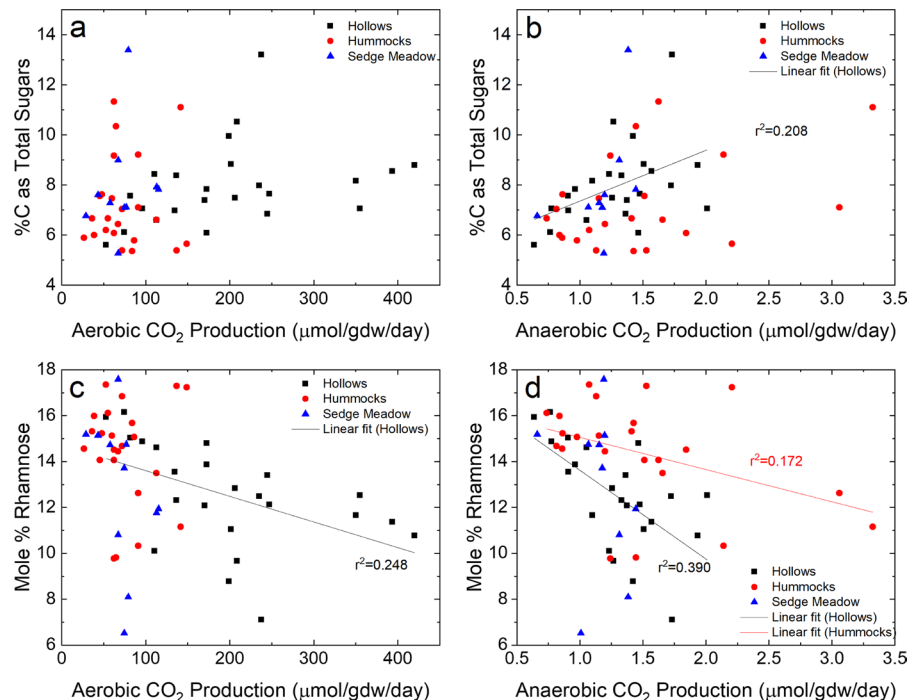 a
Hollows
Hummocks
Sedge Meadow
%C as Total Sugars
14
12
10
8
6
4
0 100 200 300 400
Aerobic CO₂ Production (μmol/gdw/day)
b
Hollows
Hummocks
Sedge Meadow
Linear fit (Hollows)
r²=0.208
%C as Total Sugars
14
12
10
8
6
4
0.5 1.0 1.5 2.0 2.5 3.0 3.5
Anaerobic CO₂ Production (μmol/gdw/day)
c
Hollows
Hummocks
Sedge Meadow
Linear fit (Hollows)
r²=0.248
Mole % Rhamnose
18
16
14
12
10
8
6
0 100 200 300 400
Aerobic CO₂ Production (μmol/gdw/day)
d
r²=0.172
r²=0.390
Hollows
Hummocks
Sedge Meadow
Linear fit (Hollows)
Linear fit (Hummocks)
Mole % Rhamnose
18
16
14
12
10
8
6
0.5 1.0 1.5 2.0 2.5 3.0 3.5
Anaerobic CO₂ Production (μmol/gdw/day)